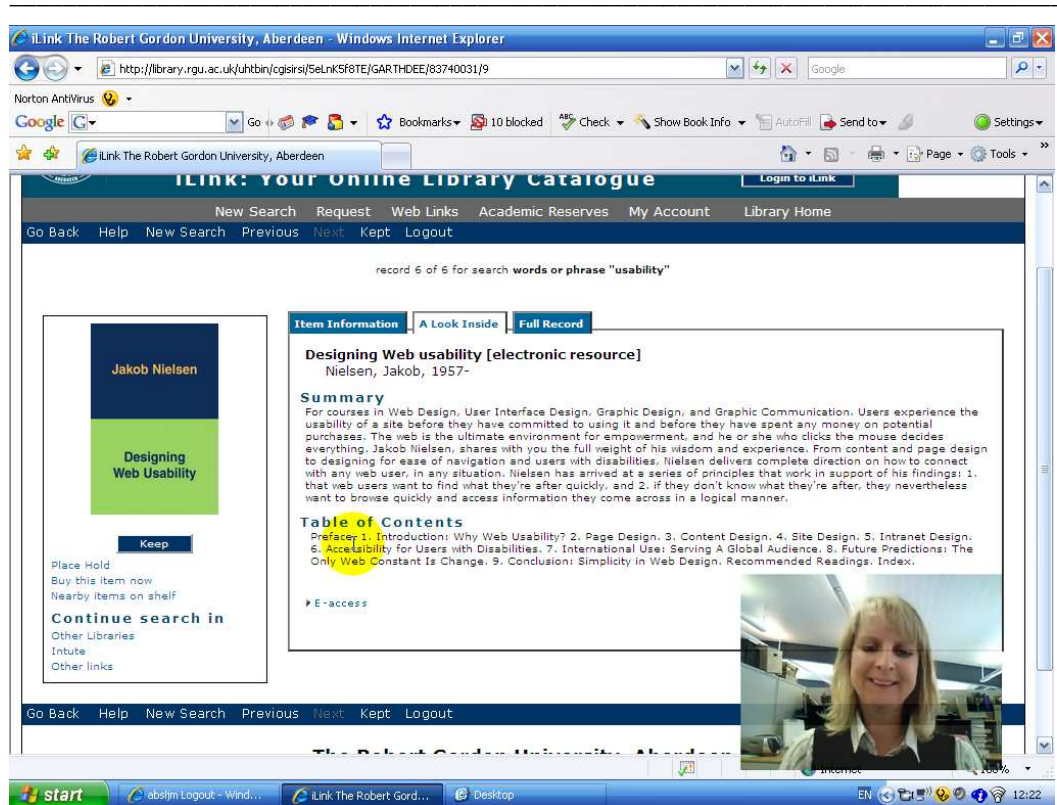 iLink The Robert Gordon University, Aberdeen - Windows Internet Explorer
http://library.rgu.ac.uk/uhtbin/cgisirsi/5eLnK5f8TE/GARTHDEE/83740031/9
Google
Norton AntiVirus
Google G Go Bookmarks 10 blocked Check Show Book Info AutoFill Send to Settings
iLink The Robert Gordon University, Aberdeen Page Tools
iLink: Your Online Library Catalogue Login to iLink
New Search Request Web Links Academic Reserves My Account Library Home
Go Back Help New Search Previous Next Kept Logout
record 6 of 6 for search words or phrase "usability"
Item Information A Look Inside Full Record
Jakob Nielsen
Designing
Web Usability
Keep
Place Hold
Buy this item now
Nearby items on shelf
Continue search in
Other Libraries
Intute
Other links
Designing Web usability [electronic resource]
Nielsen, Jakob, 1957-
Summary
For courses in Web Design, User Interface Design, Graphic Design, and Graphic Communication. Users experience the
usability of a site before they have committed to using it and before they have spent any money on potential
purchases. The web is the ultimate environment for empowerment, and he or she who clicks the mouse decides
everything. Jakob Nielsen, shares with you the full weight of his wisdom and experience. From content and page design
to designing for ease of navigation and users with disabilities, Nielsen delivers complete direction on how to connect
with any web user, in any situation. Nielsen has arrived at a series of principles that work in support of his findings: 1.
that web users want to find what they're after quickly, and 2. if they don't know what they're after, they nevertheless
want to browse quickly and access information they come across in a logical manner.
Table of Contents
Preface; 1. Introduction: Why Web Usability? 2. Page Design. 3. Content Design. 4. Site Design. 5. Intranet Design.
6. Accessibility for Users with Disabilities. 7. International Use: Serving A Global Audience. 8. Future Predictions: The
Only Web Constant Is Change. 9. Conclusion: Simplicity in Web Design. Recommended Readings. Index.
E-access
Go Back Help New Search Previous Next Kept Logout
The Robert Gordon University, Aberdeen
Internet 100%
start absljm Logout - Wind... iLink The Robert Gord... Desktop EN 12:22